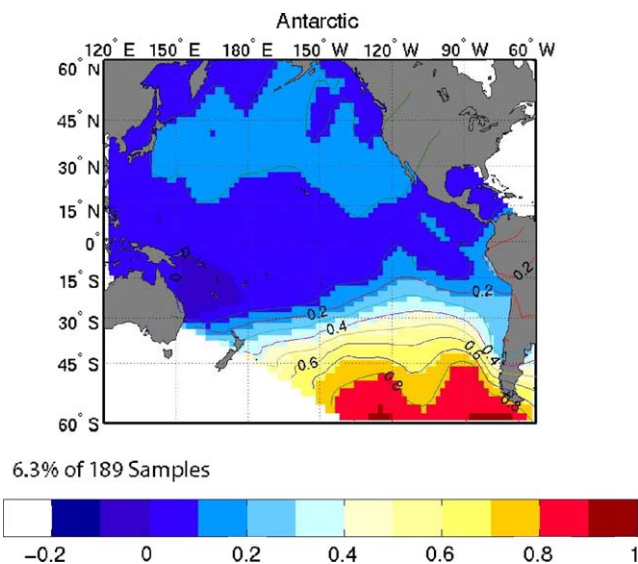 Antarctic
120° E 150° E 180° E 150° W 120° W 90° W 60° W
60° N
45° N
30° N
15° N
0°
15° S
30° S
45° S
60° S
0
0
0.2
0.2
0.2
0.4
0.4
0.6
0.6
0.8
6.3% of 189 Samples
−0.2 0 0.2 0.4 0.6 0.8 1